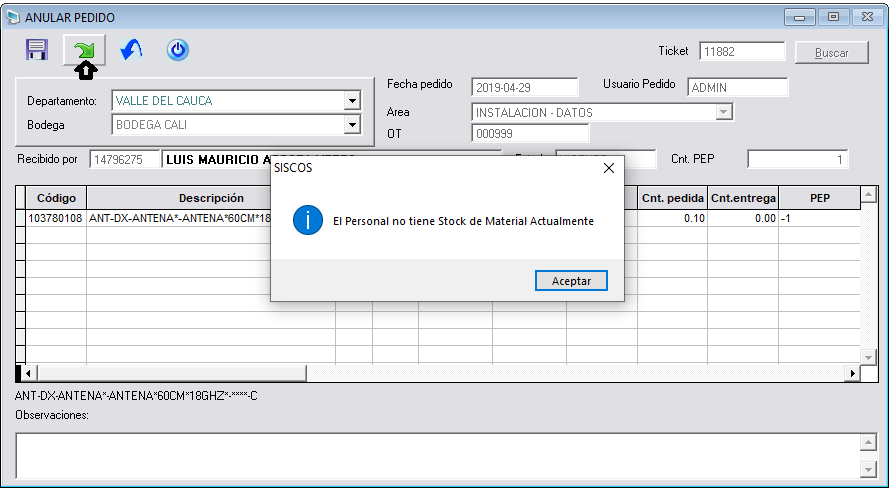 ANULAR PEDIDO
Ticket 11882 Buscar
Departamento: VALLE DEL CAUCA
Bodega BODEGA CALI
Fecha pedido 2019-04-29 Usuario Pedido ADMIN
Area INSTALACION - DATOS
OT 000999
Recibido por 14796275 LUIS MAURICIO Cnt. PEP 1
SISCOS
El Personal no tiene Stock de Material Actualmente
Aceptar
Código Descripción Cnt. pedida Cnt.entrega PEP
103780108 ANT-DX-ANTENA*-ANTENA*60CM*18 0.10 0.00 -1
ANT-DX-ANTENA*-ANTENA*60CM*18GHZ*-****-C
Observaciones: